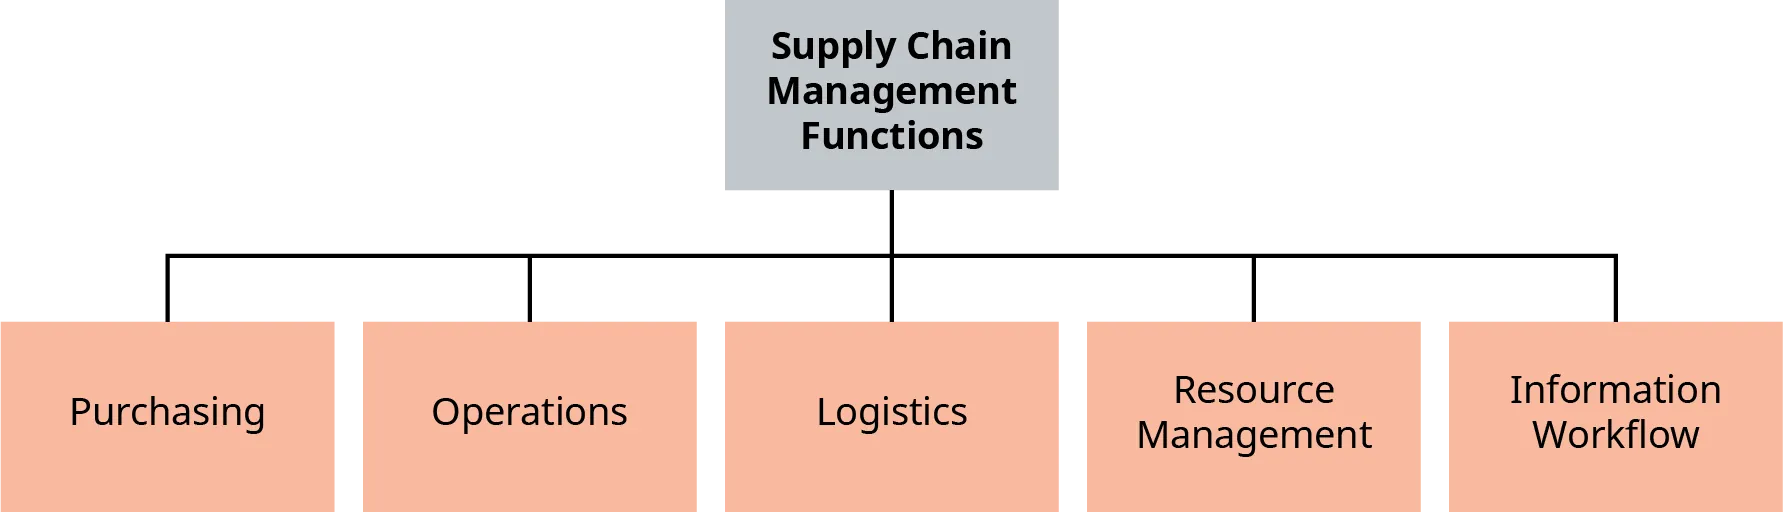 Supply Chain
Management
Functions
Purchasing
Operations
Logistics
Resource
Management
Information
Workflow